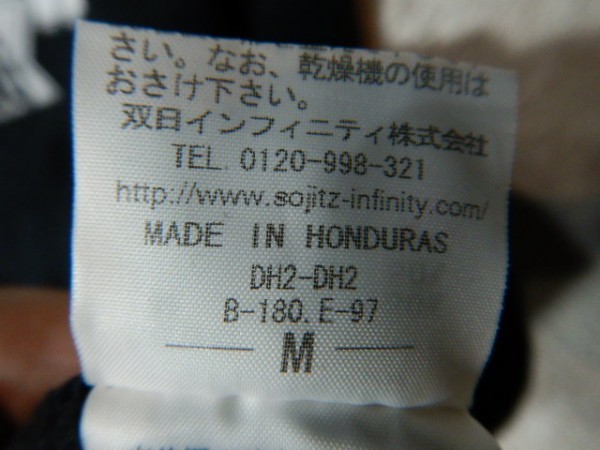 さい。なお、乾燥機の使用は
おさけ下さい。
双日インフィニティ株式会社
TEL. 0120-998-321
http://www.sojitz-infinity.com/
MADE IN HONDURAS
DH2-DH2
B-180. E-97
M